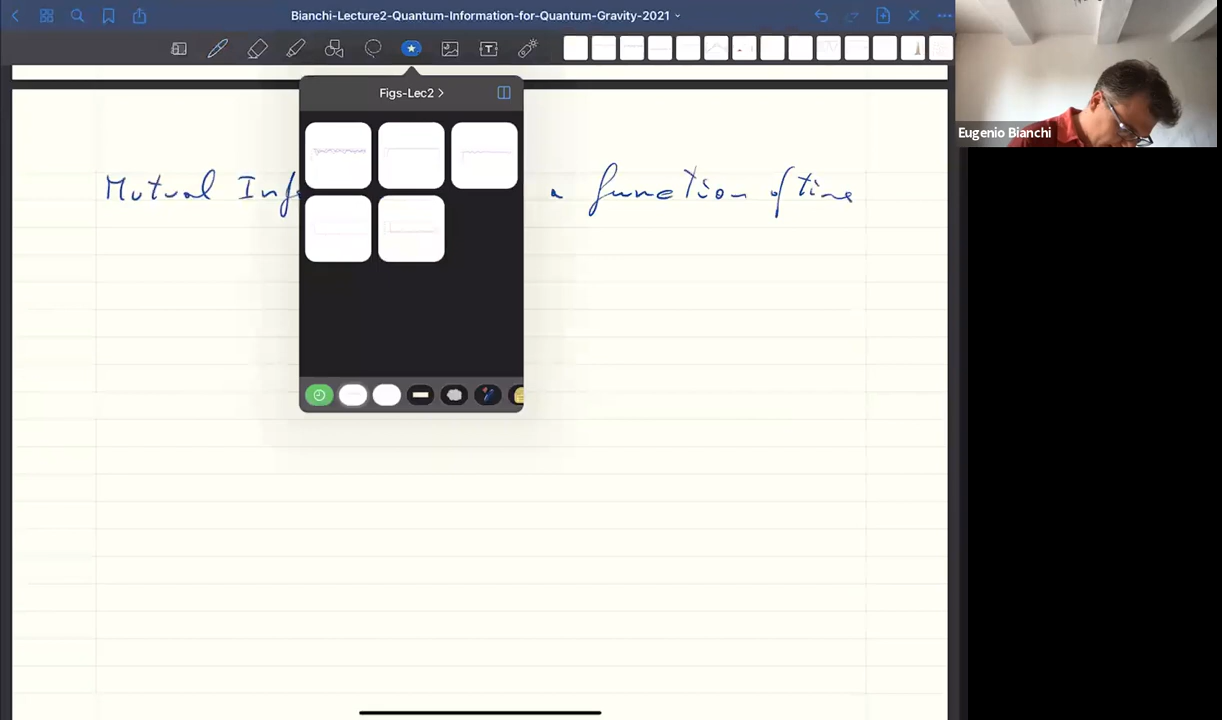 Bianchi-Lecture2-Quantum-Information-for-Quantum-Gravity-2021
Figs-Lec2
Eugenio Bianchi
Mutual Inf a function of time